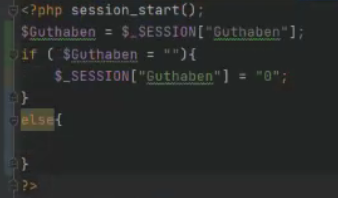 <?php session_start();
$Guthaben = $_SESSION["Guthaben"];
if ( $Guthaben = ""){
$_SESSION["Guthaben"] = "0";
}
else{
}
?>